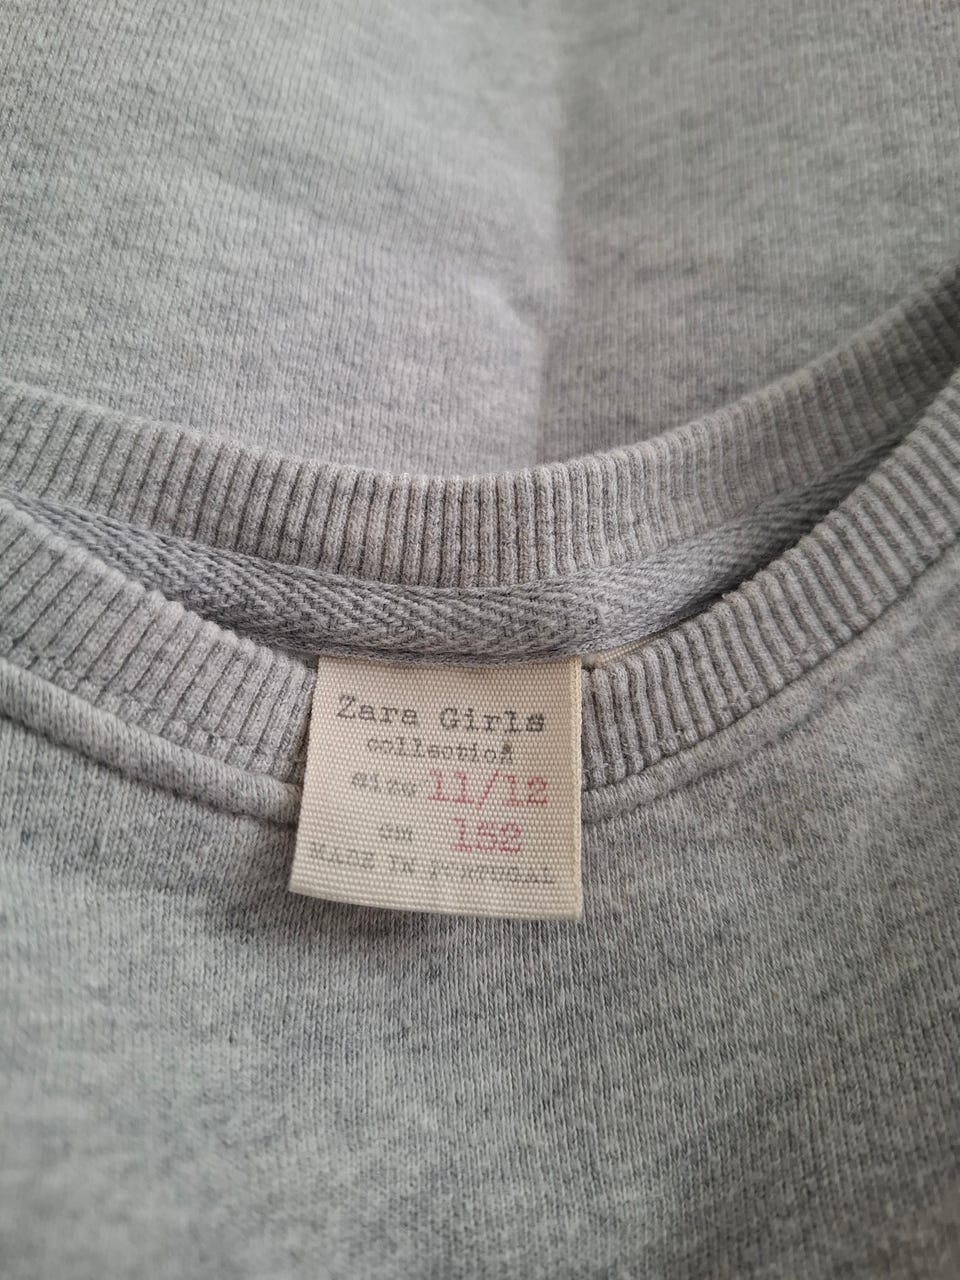 Zara Girls
collection
size 11/12
cm 152
MADE IN PORTUGAL